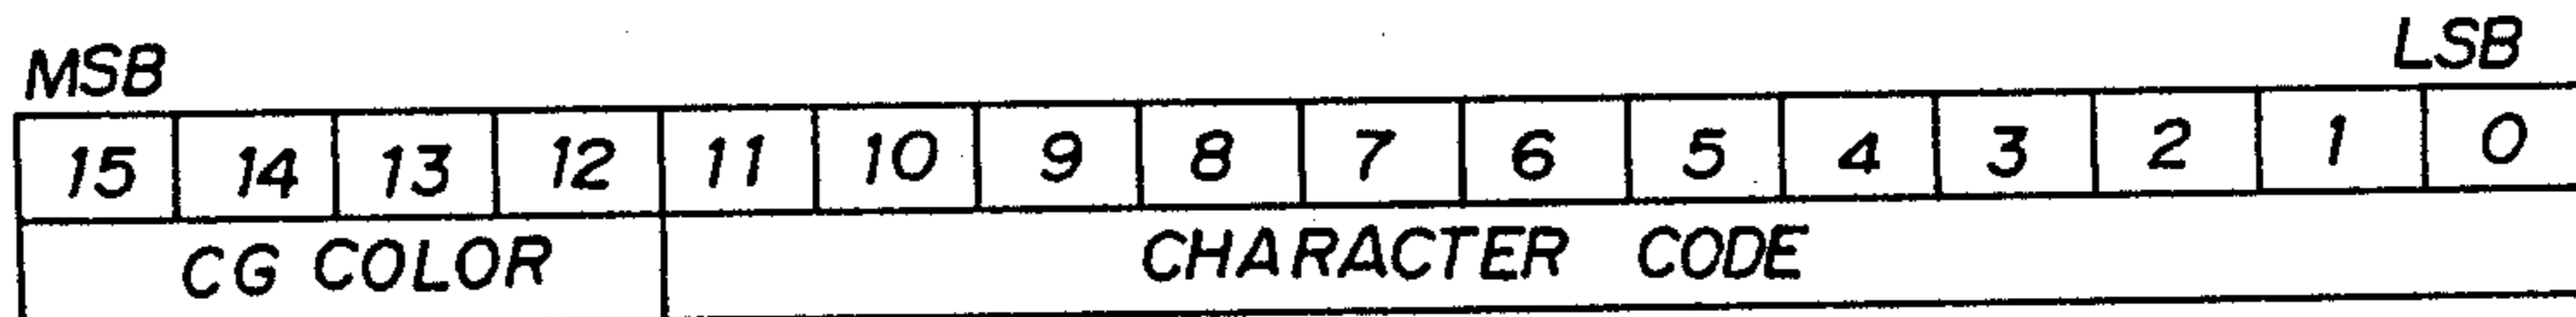 MSB LSB
15 14 13 12 11 10 9 8 7 6 5 4 3 2 1 0
CG COLOR CHARACTER CODE